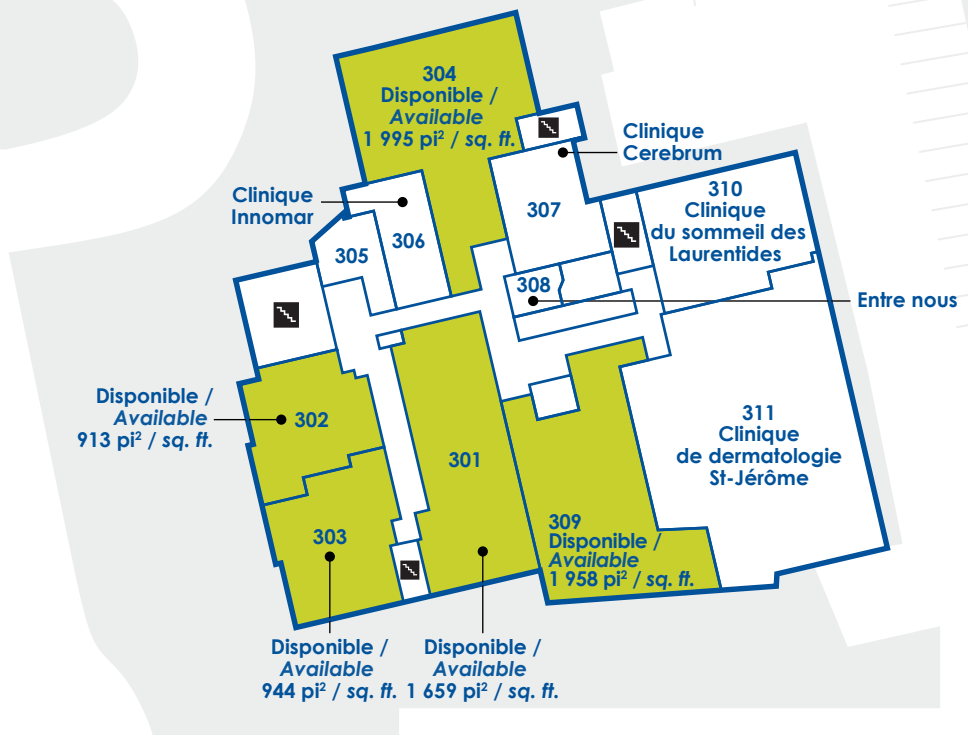 304
Disponible /
Available
1 995 pi² / sq. ft.
Clinique
Cerebrum
Clinique
Innomar
307
310
Clinique
du sommeil des
Laurentides
305
306
308
Entre nous
Disponible /
Available
913 pi² / sq. ft.
302
301
311
Clinique
de dermatologie
St-Jérôme
303
309
Disponible /
Available
1 958 pi² / sq. ft.
Disponible /
Available
944 pi² / sq. ft.
Disponible /
Available
1 659 pi² / sq. ft.